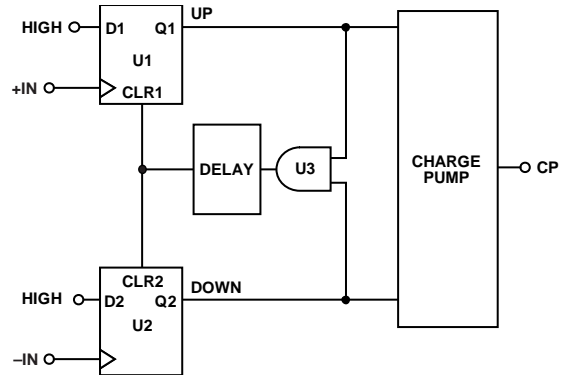 UP
HIGH
D1
Q1
U1
+IN
CLR1
DELAY
U3
CHARGE
PUMP
CP
CLR2
DOWN
HIGH
D2
Q2
U2
–IN